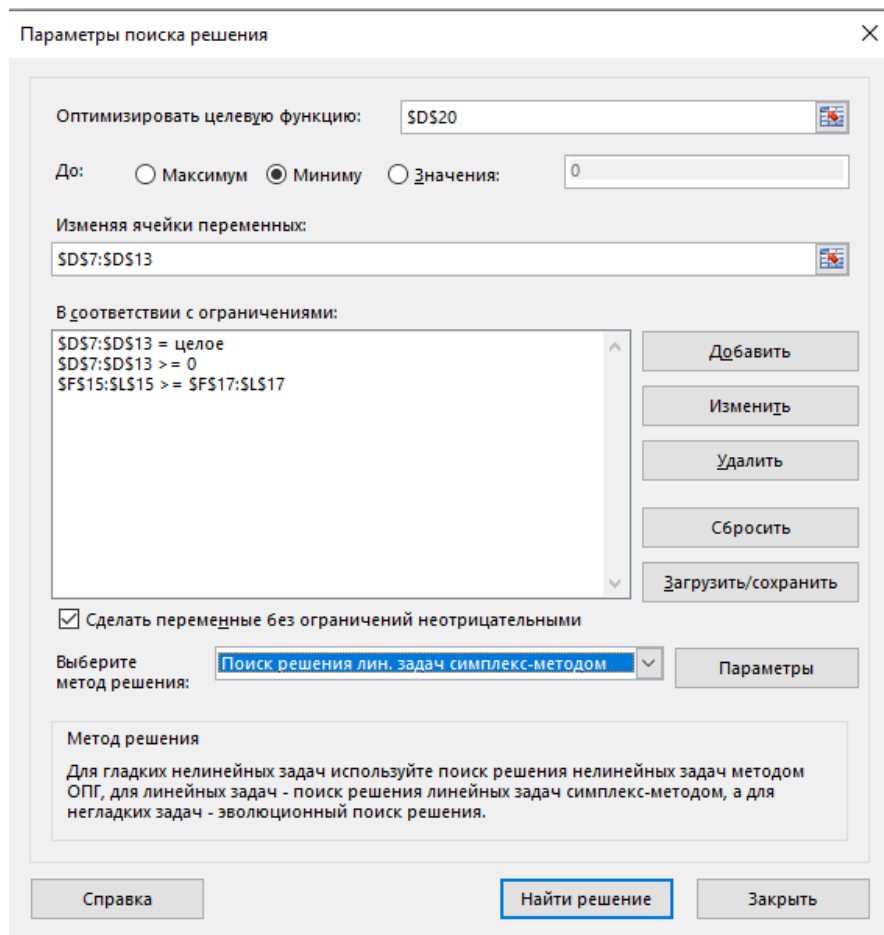 Параметры поиска решения
Оптимизировать целевую функцию: $D$20
До: Максимум Миниму Значения: 0
Изменяя ячейки переменных:
$D$7:$D$13
В соответствии с ограничениями:
$D$7:$D$13 = целое
$D$7:$D$13 >= 0
$F$15:$L$15 >= $F$17:$L$17
Добавить
Изменить
Удалить
Сбросить
Загрузить/сохранить
Сделать переменные без ограничений неотрицательными
Выберите
метод решения:
Поиск решения лин. задач симплекс-методом
Параметры
Метод решения
Для гладких нелинейных задач используйте поиск решения нелинейных задач методом
ОПГ, для линейных задач - поиск решения линейных задач симплекс-методом, а для
негладких задач - эволюционный поиск решения.
Справка Найти решение Закрыть